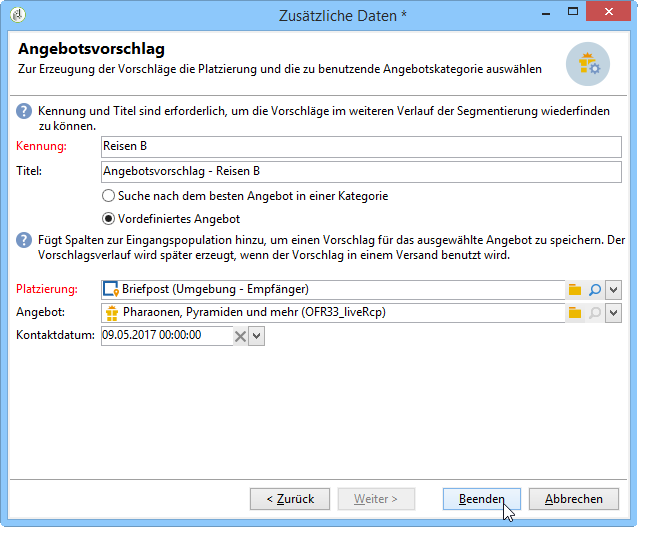 Zusätzliche Daten *
Angebotsvorschlag
Zur Erzeugung der Vorschläge die Platzierung und die zu benutzende Angebotskategorie auswählen
Kennung und Titel sind erforderlich, um die Vorschläge im weiteren Verlauf der Segmentierung wiederfinden
zu können.
Kennung: Reisen B
Titel: Angebotsvorschlag - Reisen B
Suche nach dem besten Angebot in einer Kategorie
Vordefiniertes Angebot
Fügt Spalten zur Eingangspopulation hinzu, um einen Vorschlag für das ausgewählte Angebot zu speichern. Der
Vorschlagsverlauf wird später erzeugt, wenn der Vorschlag in einem Versand benutzt wird.
Platzierung: Briefpost (Umgebung - Empfänger)
Angebot: Pharaonen, Pyramiden und mehr (OFR33_liveRcp)
Kontaktdatum: 09.05.2017 00:00:00
< Zurück Weiter > Beenden Abbrechen